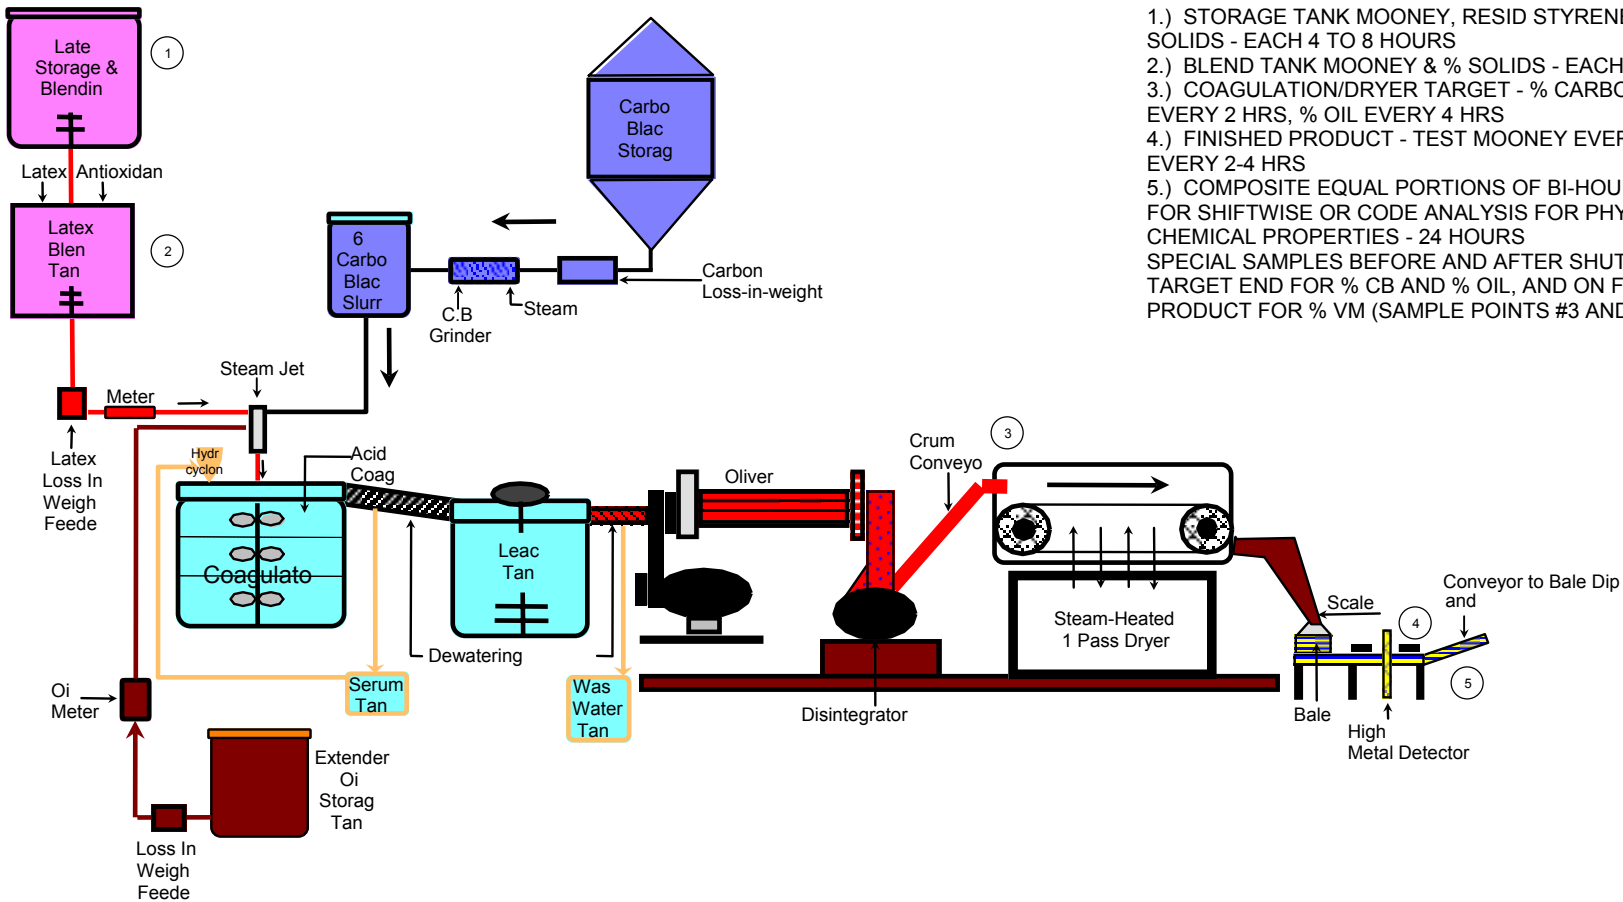 Late
Storage &
Blendin
1
Latex
Antioxidan
Latex
Blen
Tan
2
Carbo
Blac
Storag
6
Carbo
Blac
Slurr
C.B
Grinder
Steam
Carbon
Loss-in-weight
1.) STORAGE TANK MOONEY, RESID STYRENE
SOLIDS - EACH 4 TO 8 HOURS
2.) BLEND TANK MOONEY & % SOLIDS - EACH
3.) COAGULATION/DRYER TARGET - % CARBO
EVERY 2 HRS, % OIL EVERY 4 HRS
4.) FINISHED PRODUCT - TEST MOONEY EVER
EVERY 2-4 HRS
5.) COMPOSITE EQUAL PORTIONS OF BI-HOU
FOR SHIFTWISE OR CODE ANALYSIS FOR PHY
CHEMICAL PROPERTIES - 24 HOURS
SPECIAL SAMPLES BEFORE AND AFTER SHUT
TARGET END FOR % CB AND % OIL, AND ON F
PRODUCT FOR % VM (SAMPLE POINTS #3 AND
Steam Jet
Meter
Latex
Loss In
Weigh
Feede
Hydr
cyclon
Acid
Coag
Coagulato
Leac
Tan
Dewatering
Serum
Tan
Was
Water
Tan
Oliver
Crum
Conveyo
3
Disintegrator
Steam-Heated
1 Pass Dryer
Scale
4
Conveyor to Bale Dip
and
5
Bale
High
Metal Detector
Oi
Meter
Extender
Oi
Storag
Tan
Loss In
Weigh
Feede